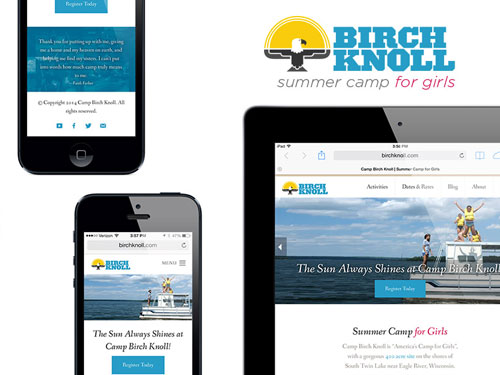 Register Today
Thank you for putting up with me, giving
me a home and my heaven on earth, and
helping me find my sisters. I can't put
into words how much camp truly means
to me.
© Copyright 2014 Camp Birch Knoll. All
rights reserved.
BIRCH
KNOLL
summer camp for girls
Verizon
3:07 PM
birchknoll.com
BIRCH
KNOLL
MENU
The Sun Always Shines at
Camp Birch Knoll!
Register Today
iPad
3:50 PM
birchknoll.com
Camp Birch Knoll | Summer Camp for Girls
BIRCH
KNOLL
Activities
Dates & Rates
Blog
About
The Sun Always Shines at Camp Birch Knoll
Register Today
Summer Camp for Girls
Camp Birch Knoll is "America's Camp for Girls",
with a gorgeous 420 acre site on the shores of
South Twin Lake near Eagle River, Wisconsin.